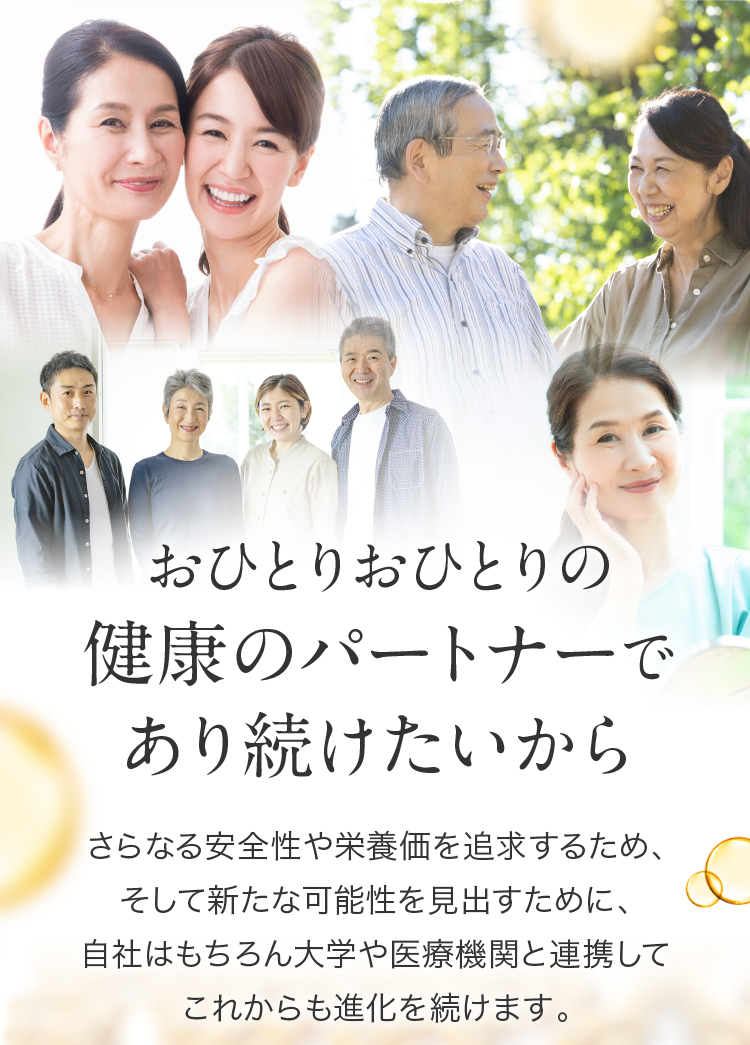 おひとりおひとりの
健康のパートナーで
あり続けたいから
さらなる安全性や栄養価を追求するため、
そして新たな可能性を見出すために、
自社はもちろん大学や医療機関と連携して
これからも進化を続けます。